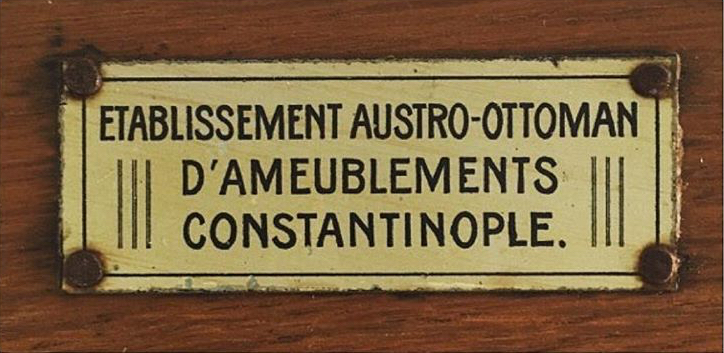 ETABLISSEMENT AUSTRO-OTTOMAN
D'AMEUBLEMENTS
CONSTANTINOPLE.